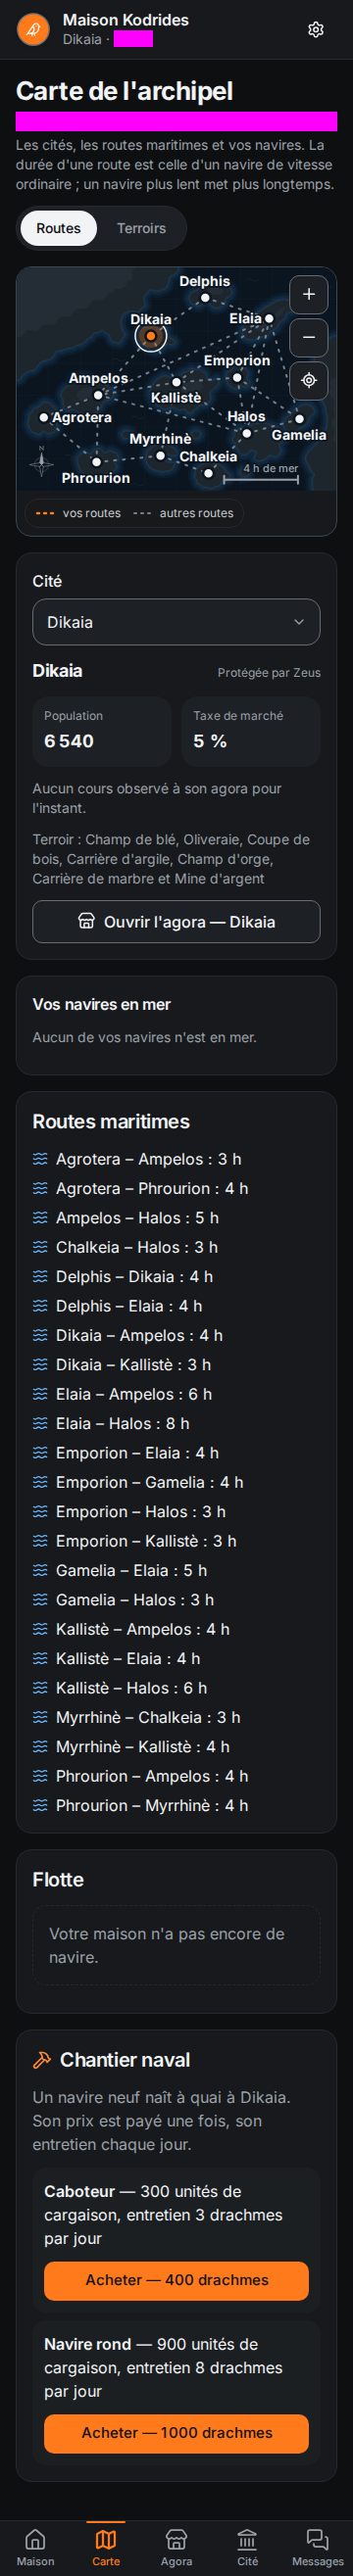 Maison Kodrides
Dikaia ·
Carte de l'archipel
Les cités, les routes maritimes et vos navires. La
durée d'une route est celle d'un navire de vitesse
ordinaire ; un navire plus lent met plus longtemps.
Routes
Terroirs
Delphis
Dikaia
Elaia
Emporion
Ampelos
Kallistè
Agrotera
Halos
Gamelia
Myrrhinè
Chalkeia
N
4 h de mer
Phrourion
vos routes
autres routes
Cité
Dikaia
Dikaia
Protégée par Zeus
Population
Taxe de marché
6 540
5 %
Aucun cours observé à son agora pour
l'instant.
Terroir : Champ de blé, Oliveraie, Coupe de
bois, Carrière d'argile, Champ d'orge,
Carrière de marbre et Mine d'argent
Ouvrir l'agora — Dikaia
Vos navires en mer
Aucun de vos navires n'est en mer.
Routes maritimes
Agrotera – Ampelos : 3 h
Agrotera – Phrourion : 4 h
Ampelos – Halos : 5 h
Chalkeia – Halos : 3 h
Delphis – Dikaia : 4 h
Delphis – Elaia : 4 h
Dikaia – Ampelos : 4 h
Dikaia – Kallistè : 3 h
Elaia – Ampelos : 6 h
Elaia – Halos : 8 h
Emporion – Elaia : 4 h
Emporion – Gamelia : 4 h
Emporion – Halos : 3 h
Emporion – Kallistè : 3 h
Gamelia – Elaia : 5 h
Gamelia – Halos : 3 h
Kallistè – Ampelos : 4 h
Kallistè – Elaia : 4 h
Kallistè – Halos : 6 h
Myrrhinè – Chalkeia : 3 h
Myrrhinè – Kallistè : 4 h
Phrourion – Ampelos : 4 h
Phrourion – Myrrhinè : 4 h
Flotte
Votre maison n'a pas encore de
navire.
Chantier naval
Un navire neuf naît à quai à Dikaia.
Son prix est payé une fois, son
entretien chaque jour.
Caboteur — 300 unités de
cargaison, entretien 3 drachmes
par jour
Acheter — 400 drachmes
Navire rond — 900 unités de
cargaison, entretien 8 drachmes
par jour
Acheter — 1 000 drachmes
Maison
Carte
Agora
Cité
Messages